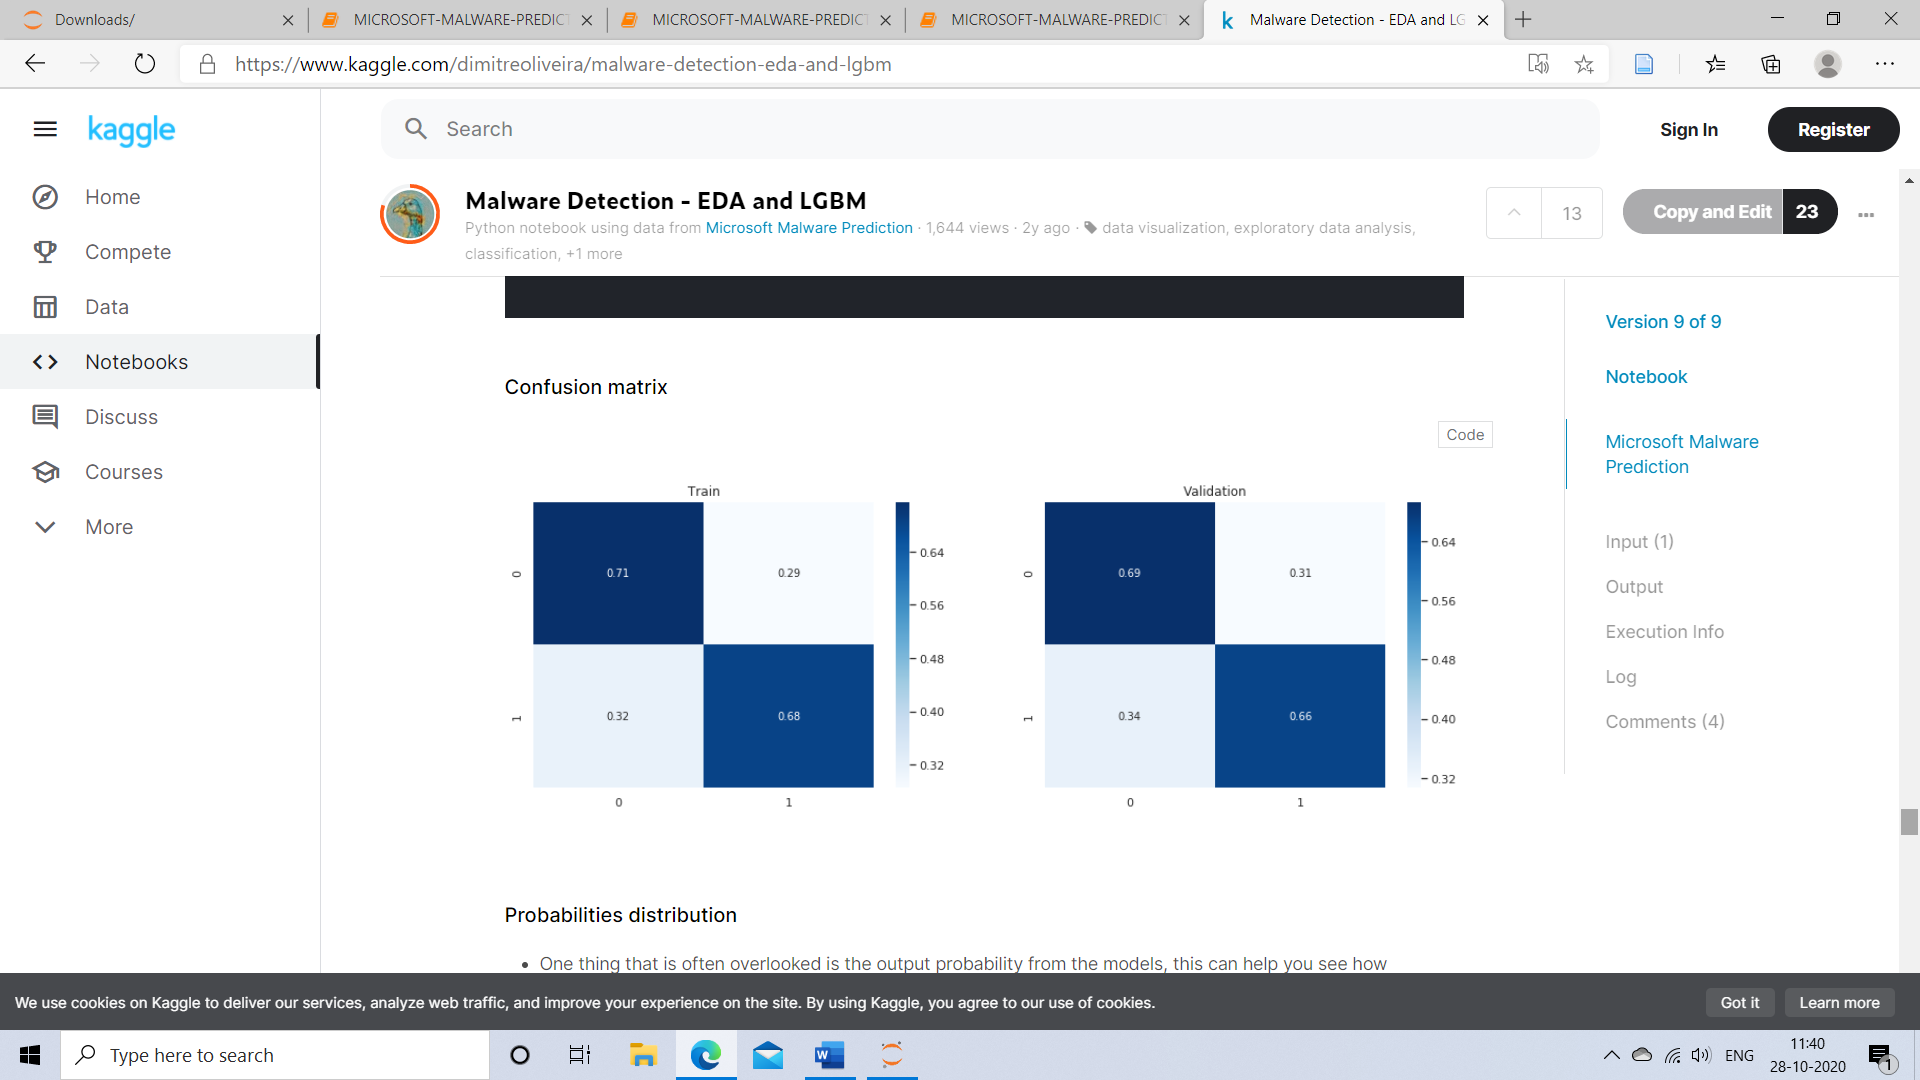 Downloads/
MICROSOFT-MALWARE-PREDICT
MICROSOFT-MALWARE-PREDICT
MICROSOFT-MALWARE-PREDICT
k Malware Detection - EDA and LG
https://www.kaggle.com/dimitreoliveira/malware-detection-eda-and-lgbm
kaggle
Search
Sign In
Register
Home
Compete
Data
Notebooks
Discuss
Courses
More
Malware Detection - EDA and LGBM
Python notebook using data from Microsoft Malware Prediction · 1,644 views · 2y ago · data visualization, exploratory data analysis,
classification, +1 more
13
Copy and Edit 23
Confusion matrix
Code
Train
0.71 0.29
0.32 0.68
0
1
0 1
0.64
0.56
0.48
0.40
0.32
Validation
0.69 0.31
0.34 0.66
0
1
0 1
0.64
0.56
0.48
0.40
0.32
Probabilities distribution
• One thing that is often overlooked is the output probability from the models, this can help you see how
Version 9 of 9
Notebook
Microsoft Malware
Prediction
Input (1)
Output
Execution Info
Log
Comments (4)
We use cookies on Kaggle to deliver our services, analyze web traffic, and improve your experience on the site. By using Kaggle, you agree to our use of cookies.
Got it
Learn more
Type here to search
W
ENG
11:40
28-10-2020
1